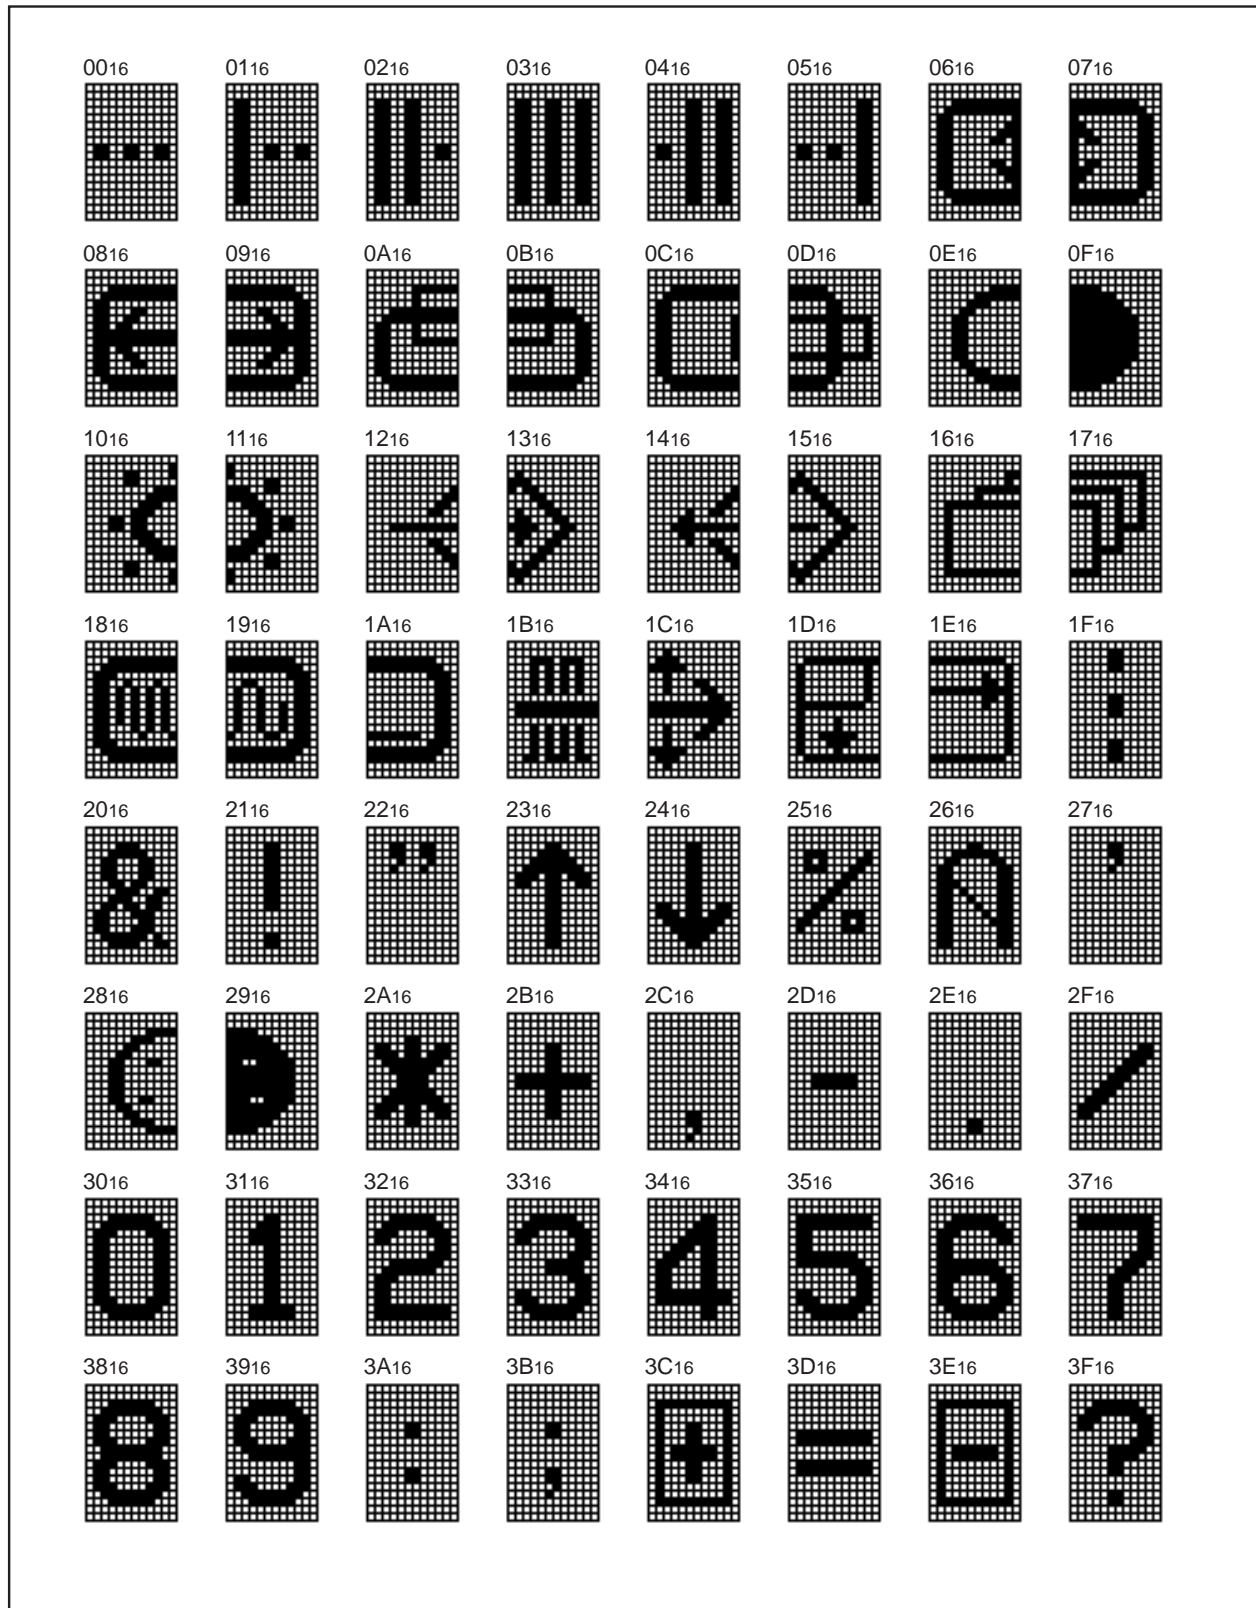 0016 0116 0216 0316 0416 0516 0616 0716
0816 0916 0A16 0B16 0C16 0D16 0E16 0F16
1016 1116 1216 1316 1416 1516 1616 1716
1816 1916 1A16 1B16 1C16 1D16 1E16 1F16
:
2016 2116 2216 2316 2416 2516 2616 2716
& ! ” ↑ ↓ % ’
2816 2916 2A16 2B16 2C16 2D16 2E16 2F16
* + , - . /
3016 3116 3216 3316 3416 3516 3616 3716
0 1 2 3 4 5 6 7
3816 3916 3A16 3B16 3C16 3D16 3E16 3F16
8 9 : ; + = - ?